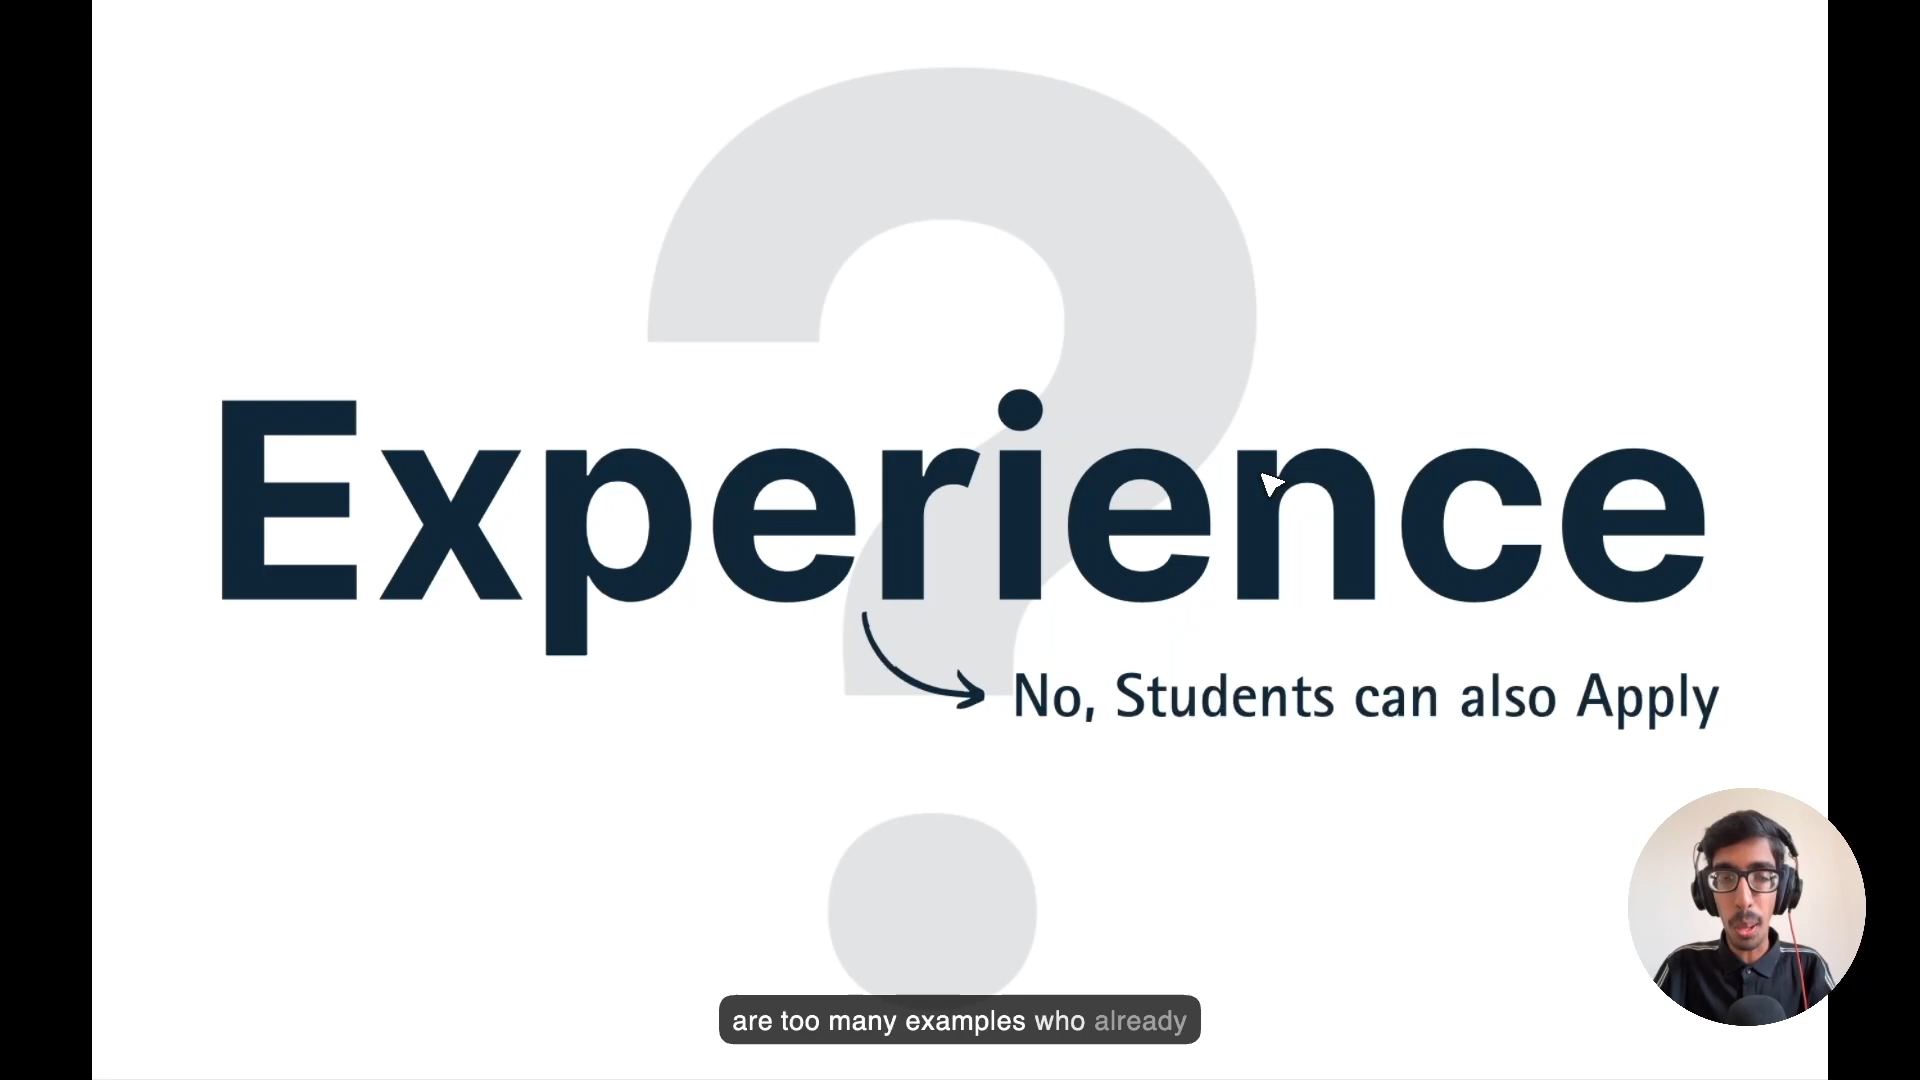 ?
Experience
No, Students can also Apply
are too many examples who already